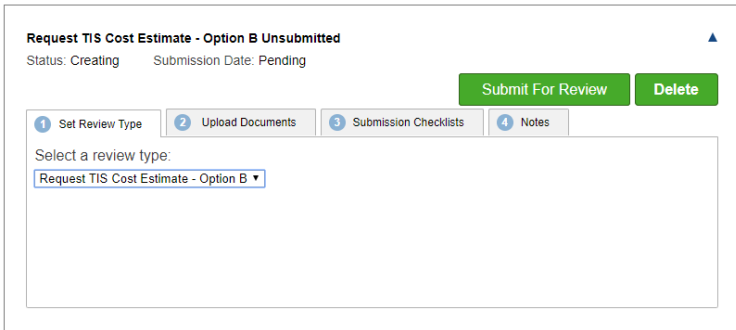 Request TIS Cost Estimate - Option B Unsubmitted
Status: Creating Submission Date: Pending
Submit For Review Delete
1 Set Review Type 2 Upload Documents 3 Submission Checklists 4 Notes
Select a review type:
Request TIS Cost Estimate - Option B